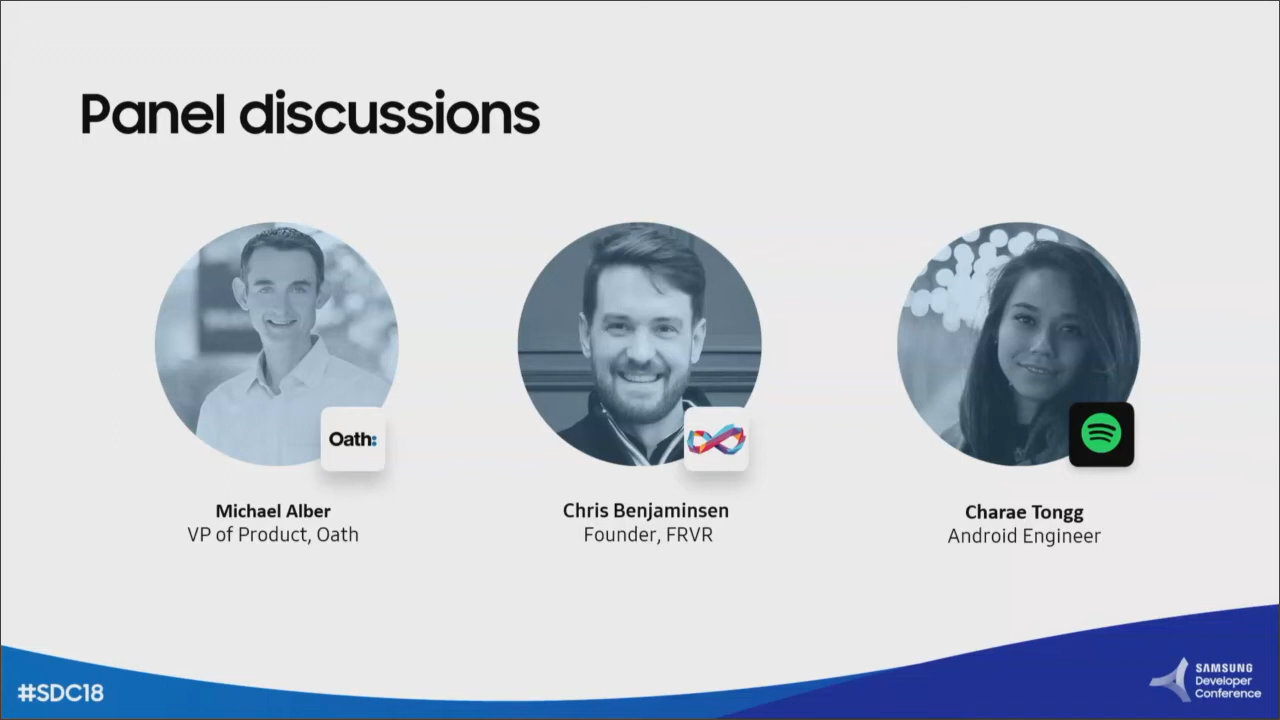 Panel discussions
Oath:
Michael Alber
VP of Product, Oath
Chris Benjaminsen
Founder, FRVR
Charae Tongg
Android Engineer
#SDC18
SAMSUNG
Developer
Conference